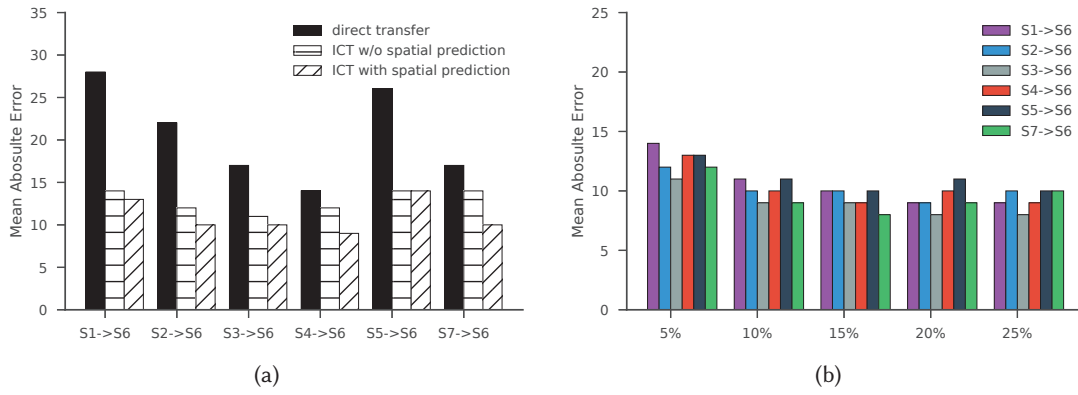 35
30
25
20
15
10
5
0
Mean Abosulte Error
direct transfer
ICT w/o spatial prediction
ICT with spatial prediction
S1->S6 S2->S6 S3->S6 S4->S6 S5->S6 S7->S6
(a)
25
20
15
10
5
0
Mean Abosulte Error
S1->S6
S2->S6
S3->S6
S4->S6
S5->S6
S7->S6
5% 10% 15% 20% 25%
(b)